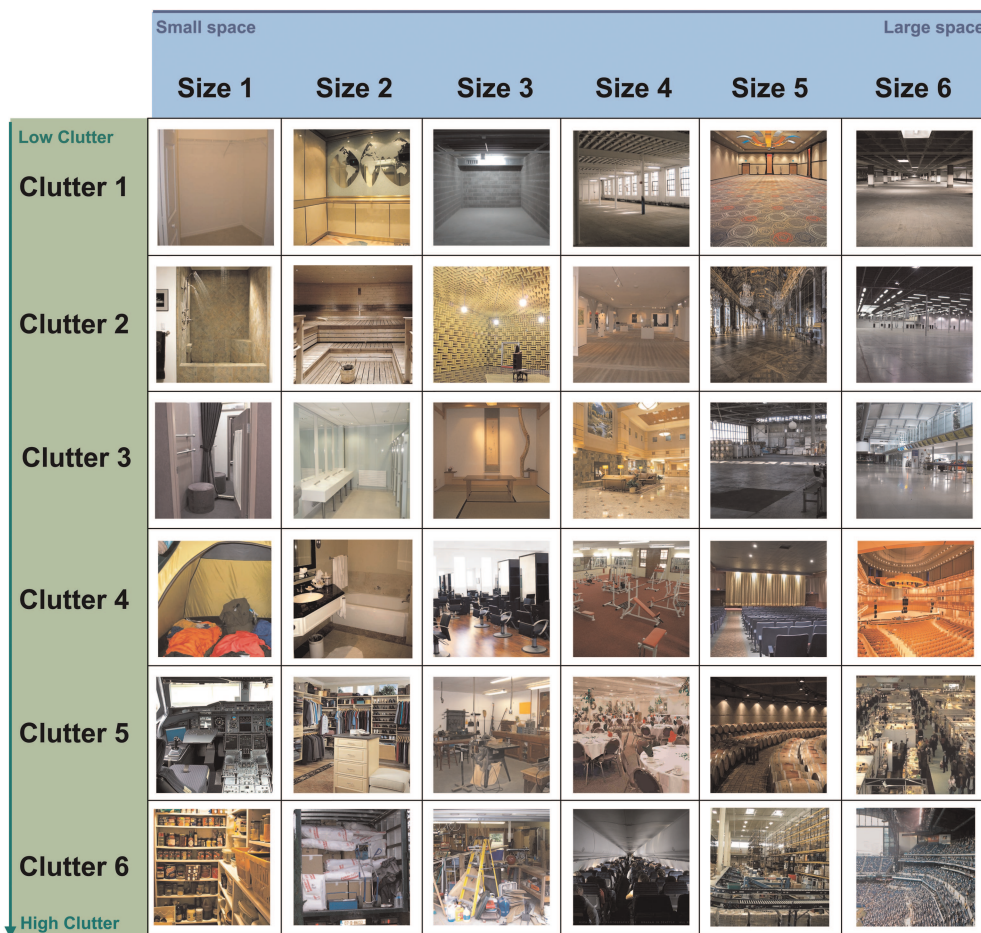 Small space Large space
Size 1 Size 2 Size 3 Size 4 Size 5 Size 6
Low Clutter
Clutter 1
Clutter 2
Clutter 3
Clutter 4
Clutter 5
Clutter 6
High Clutter